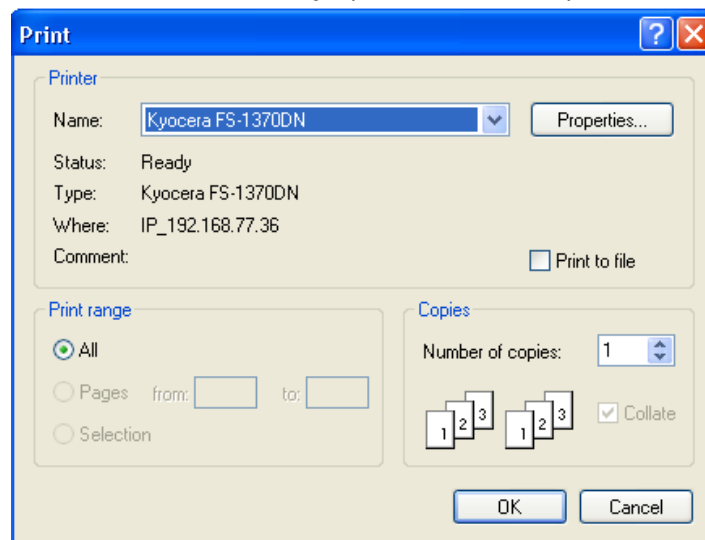 Print
Printer
Name: Kyocera FS-1370DN Properties...
Status: Ready
Type: Kyocera FS-1370DN
Where: IP_192.168.77.36
Comment: Print to file
Print range
All
Pages from: to:
Selection
Copies
Number of copies: 1
1 2 3 1 2 3 Collate
OK Cancel